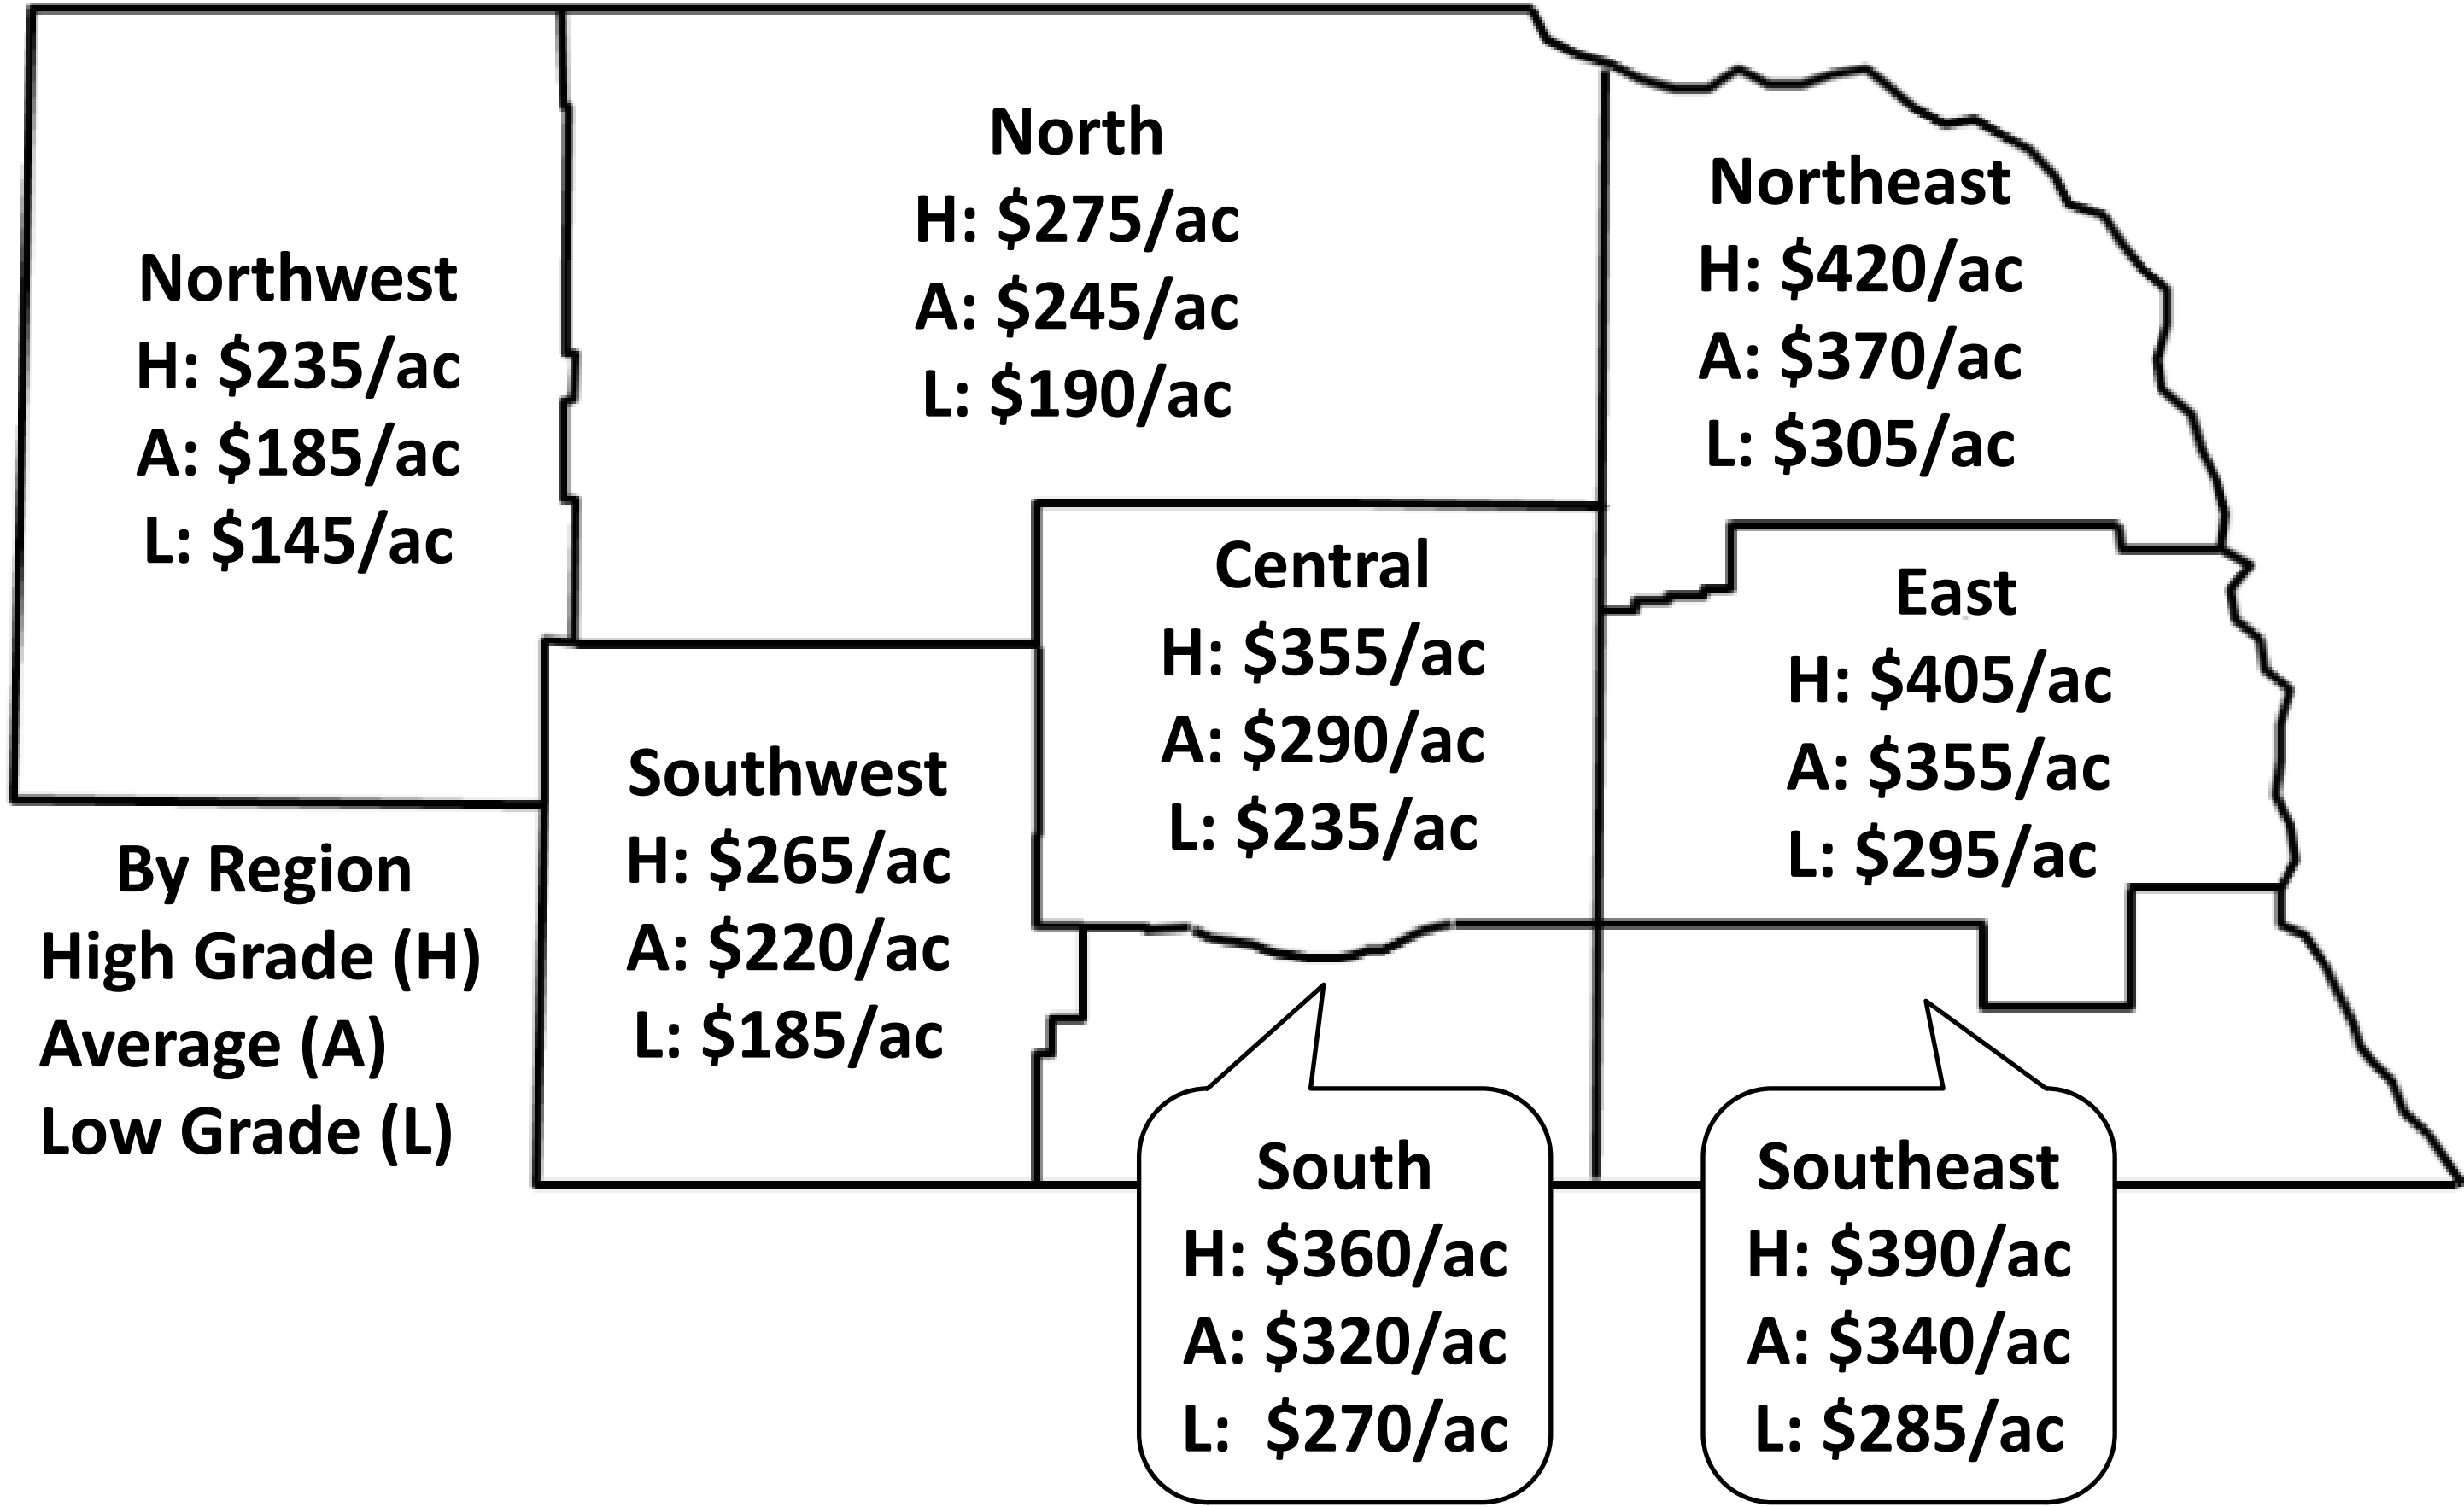 North
H: $275/ac
A: $245/ac
L: $190/ac
Northeast
H: $420/ac
A: $370/ac
L: $305/ac
Northwest
H: $235/ac
A: $185/ac
L: $145/ac
Central
H: $355/ac
A: $290/ac
L: $235/ac
East
H: $405/ac
A: $355/ac
L: $295/ac
Southwest
H: $265/ac
A: $220/ac
L: $185/ac
By Region
High Grade (H)
Average (A)
Low Grade (L)
South
H: $360/ac
A: $320/ac
L: $270/ac
Southeast
H: $390/ac
A: $340/ac
L: $285/ac